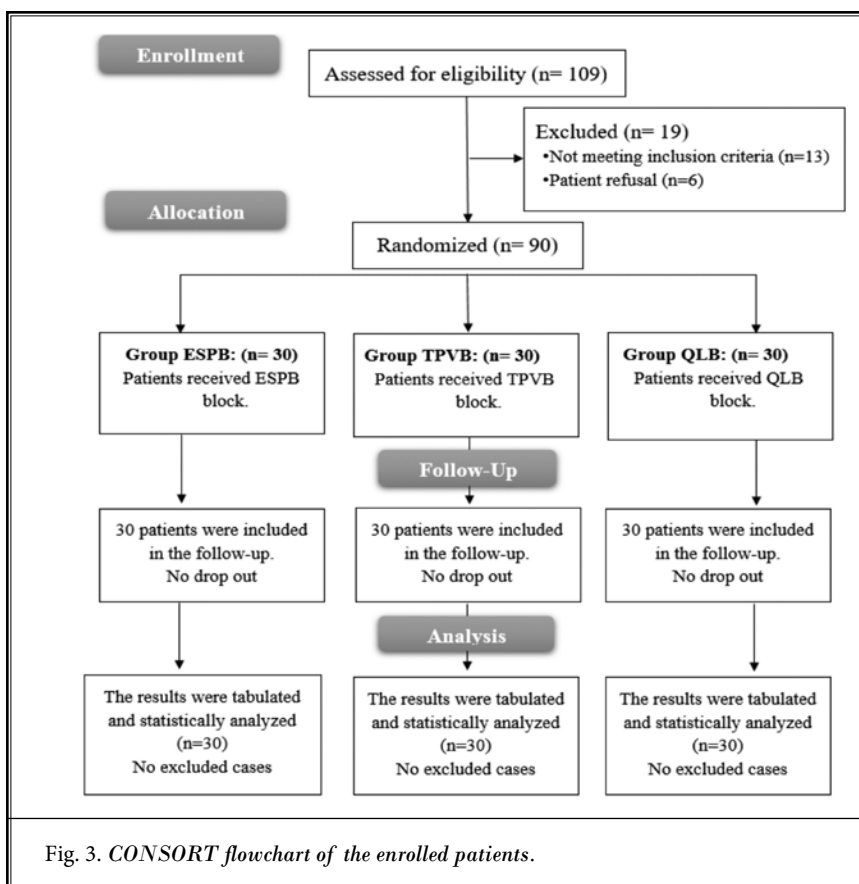 Enrollment
Assessed for eligibility (n= 109)
Excluded (n= 19)
•Not meeting inclusion criteria (n=13)
•Patient refusal (n=6)
Allocation
Randomized (n= 90)
Group ESPB: (n= 30)
Patients received ESPB
block.
Group TPVB: (n= 30)
Patients received TPVB
block.
Group QLB: (n= 30)
Patients received QLB
block.
Follow-Up
30 patients were included
in the follow-up.
No drop out
30 patients were included
in the follow-up.
No drop out
30 patients were included
in the follow-up.
No drop out
Analysis
The results were tabulated
and statistically analyzed
(n=30)
No excluded cases
The results were tabulated
and statistically analyzed
(n=30)
No excluded cases
The results were tabulated
and statistically analyzed
(n=30)
No excluded cases
Fig. 3. CONSORT flowchart of the enrolled patients.